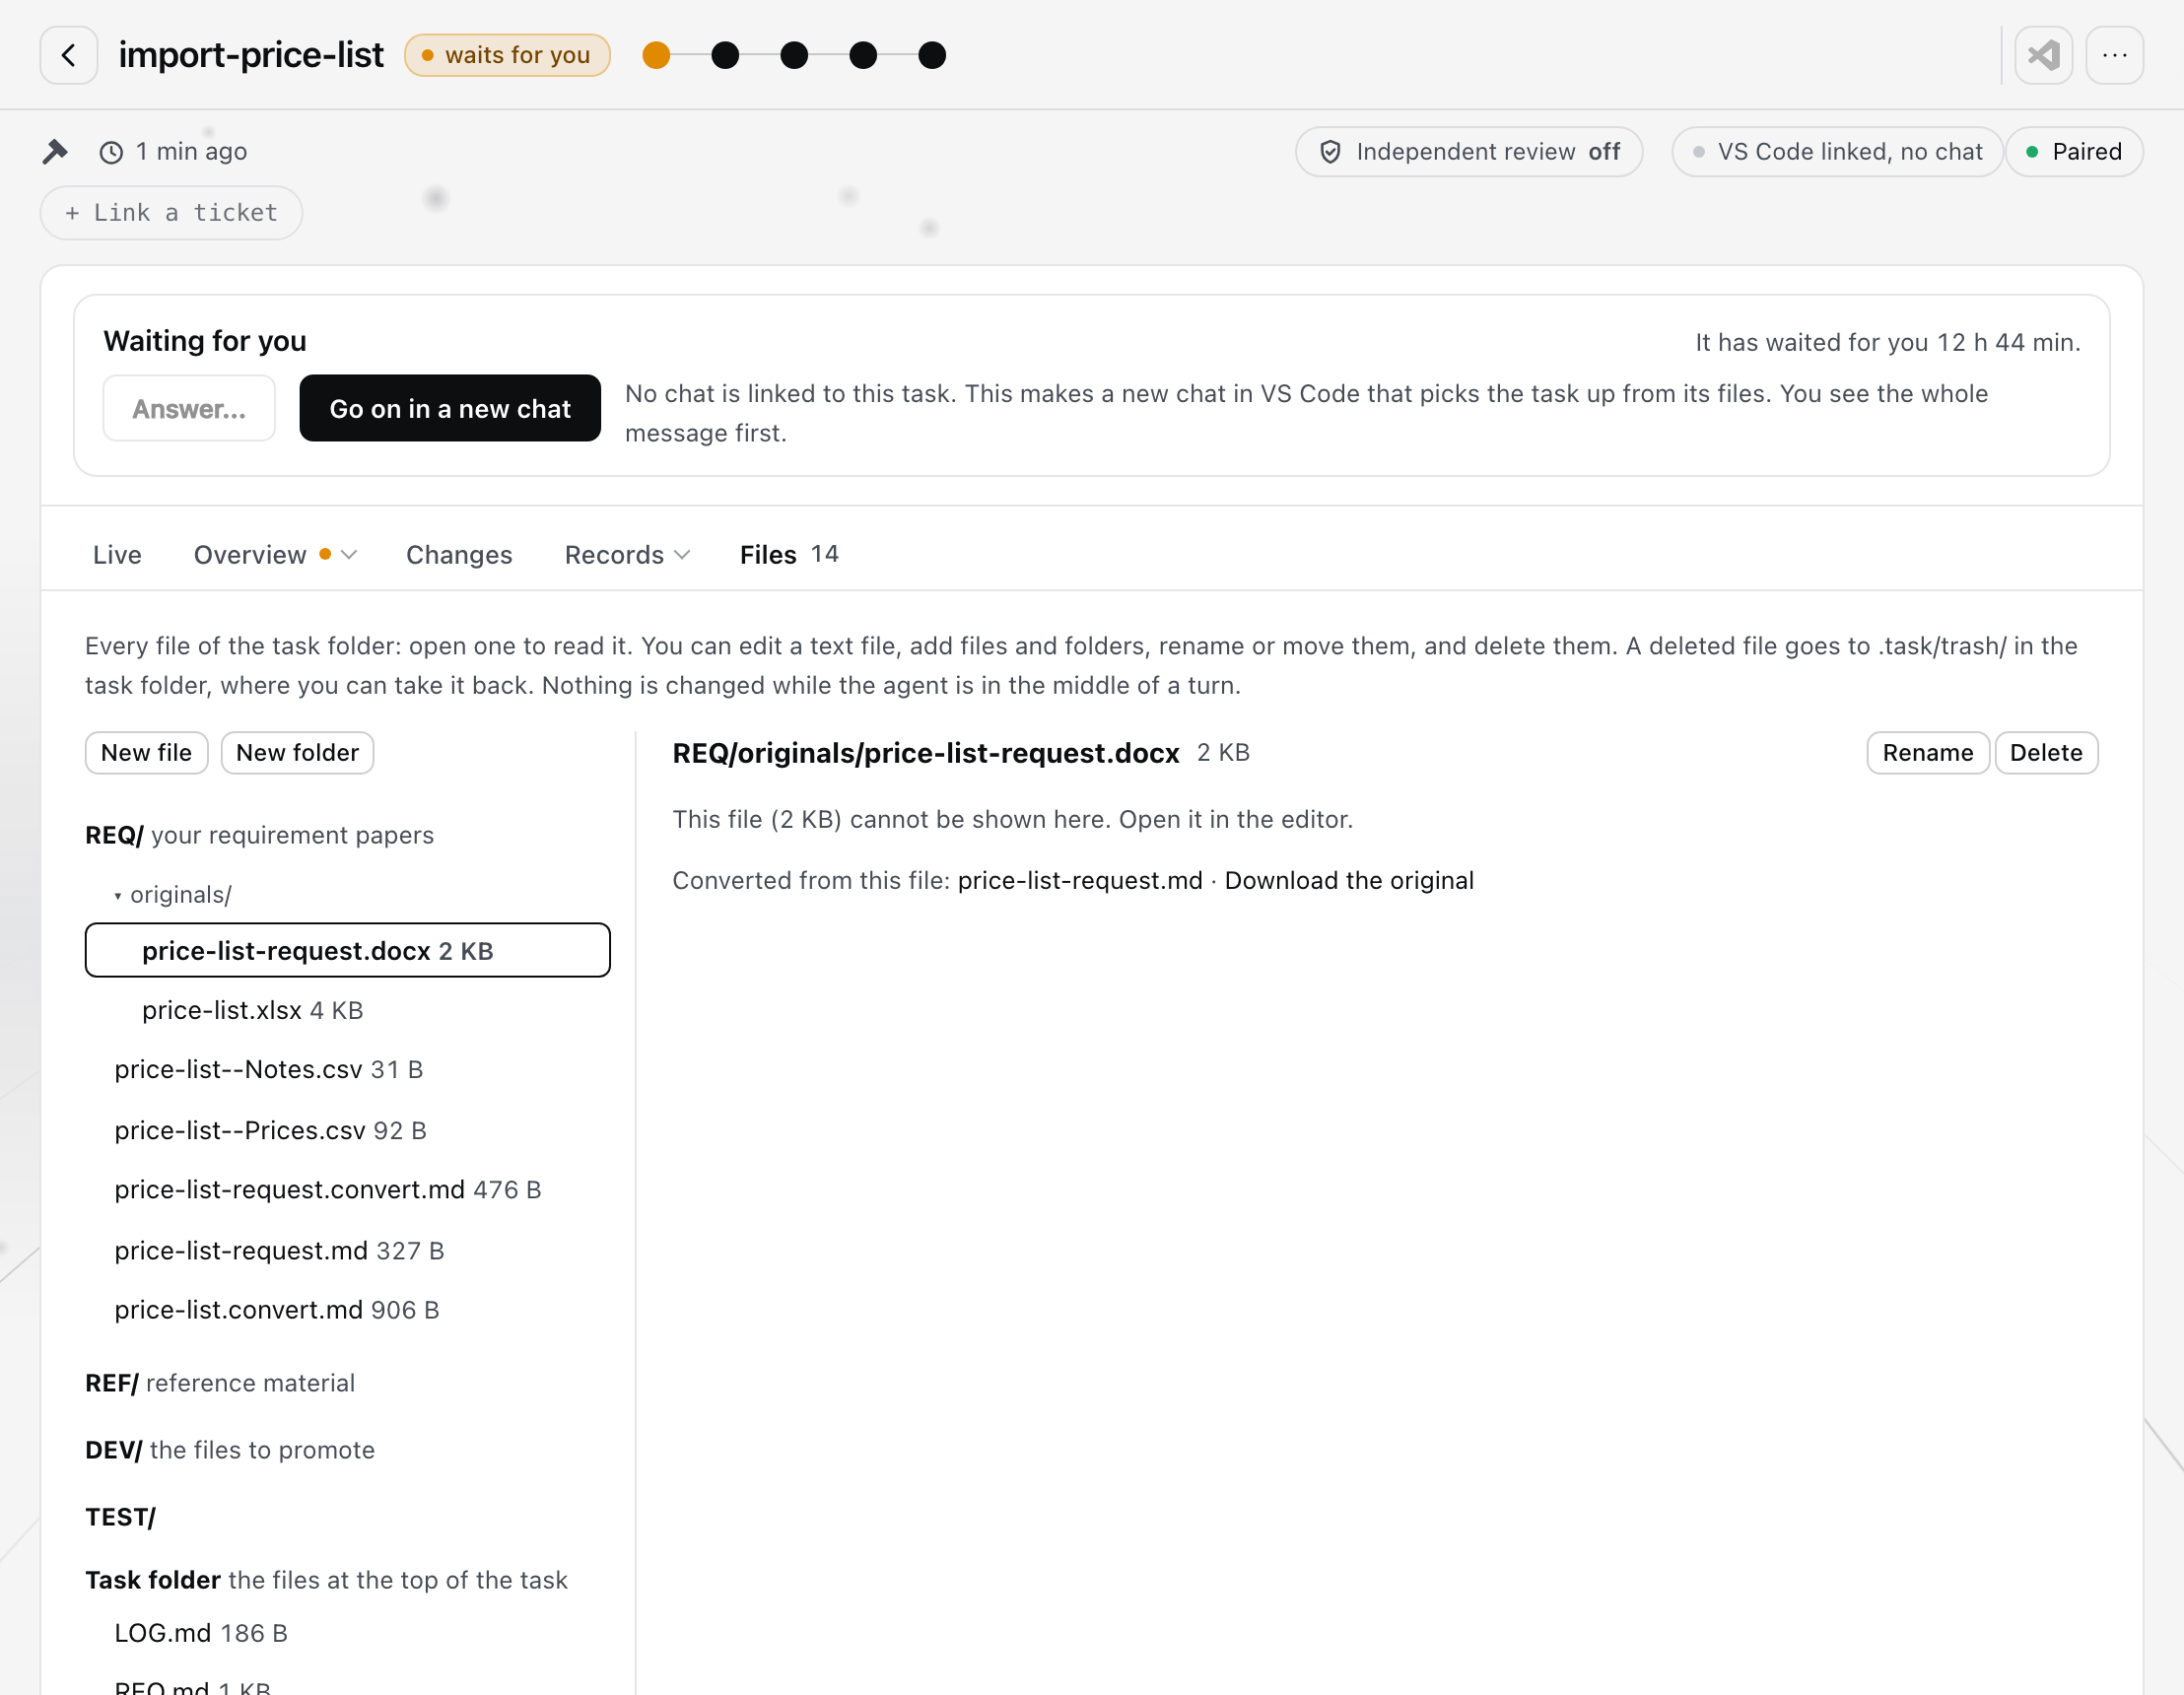 import-price-list
waits for you
1 min ago
Independent review off
VS Code linked, no chat
Paired
+ Link a ticket
Waiting for you
It has waited for you 12 h 44 min.
Answer...
Go on in a new chat
No chat is linked to this task. This makes a new chat in VS Code that picks the task up from its files. You see the whole
message first.
Live
Overview
Changes
Records
Files 14
Every file of the task folder: open one to read it. You can edit a text file, add files and folders, rename or move them, and delete them. A deleted file goes to .task/trash/ in the
task folder, where you can take it back. Nothing is changed while the agent is in the middle of a turn.
New file
New folder
REQ/ your requirement papers
originals/
price-list-request.docx 2 KB
price-list.xlsx 4 KB
price-list--Notes.csv 31 B
price-list--Prices.csv 92 B
price-list-request.convert.md 476 B
price-list-request.md 327 B
price-list.convert.md 906 B
REF/ reference material
DEV/ the files to promote
TEST/
Task folder the files at the top of the task
LOG.md 186 B
REQ.md 1 KB
REQ/originals/price-list-request.docx 2 KB
Rename
Delete
This file (2 KB) cannot be shown here. Open it in the editor.
Converted from this file: price-list-request.md · Download the original